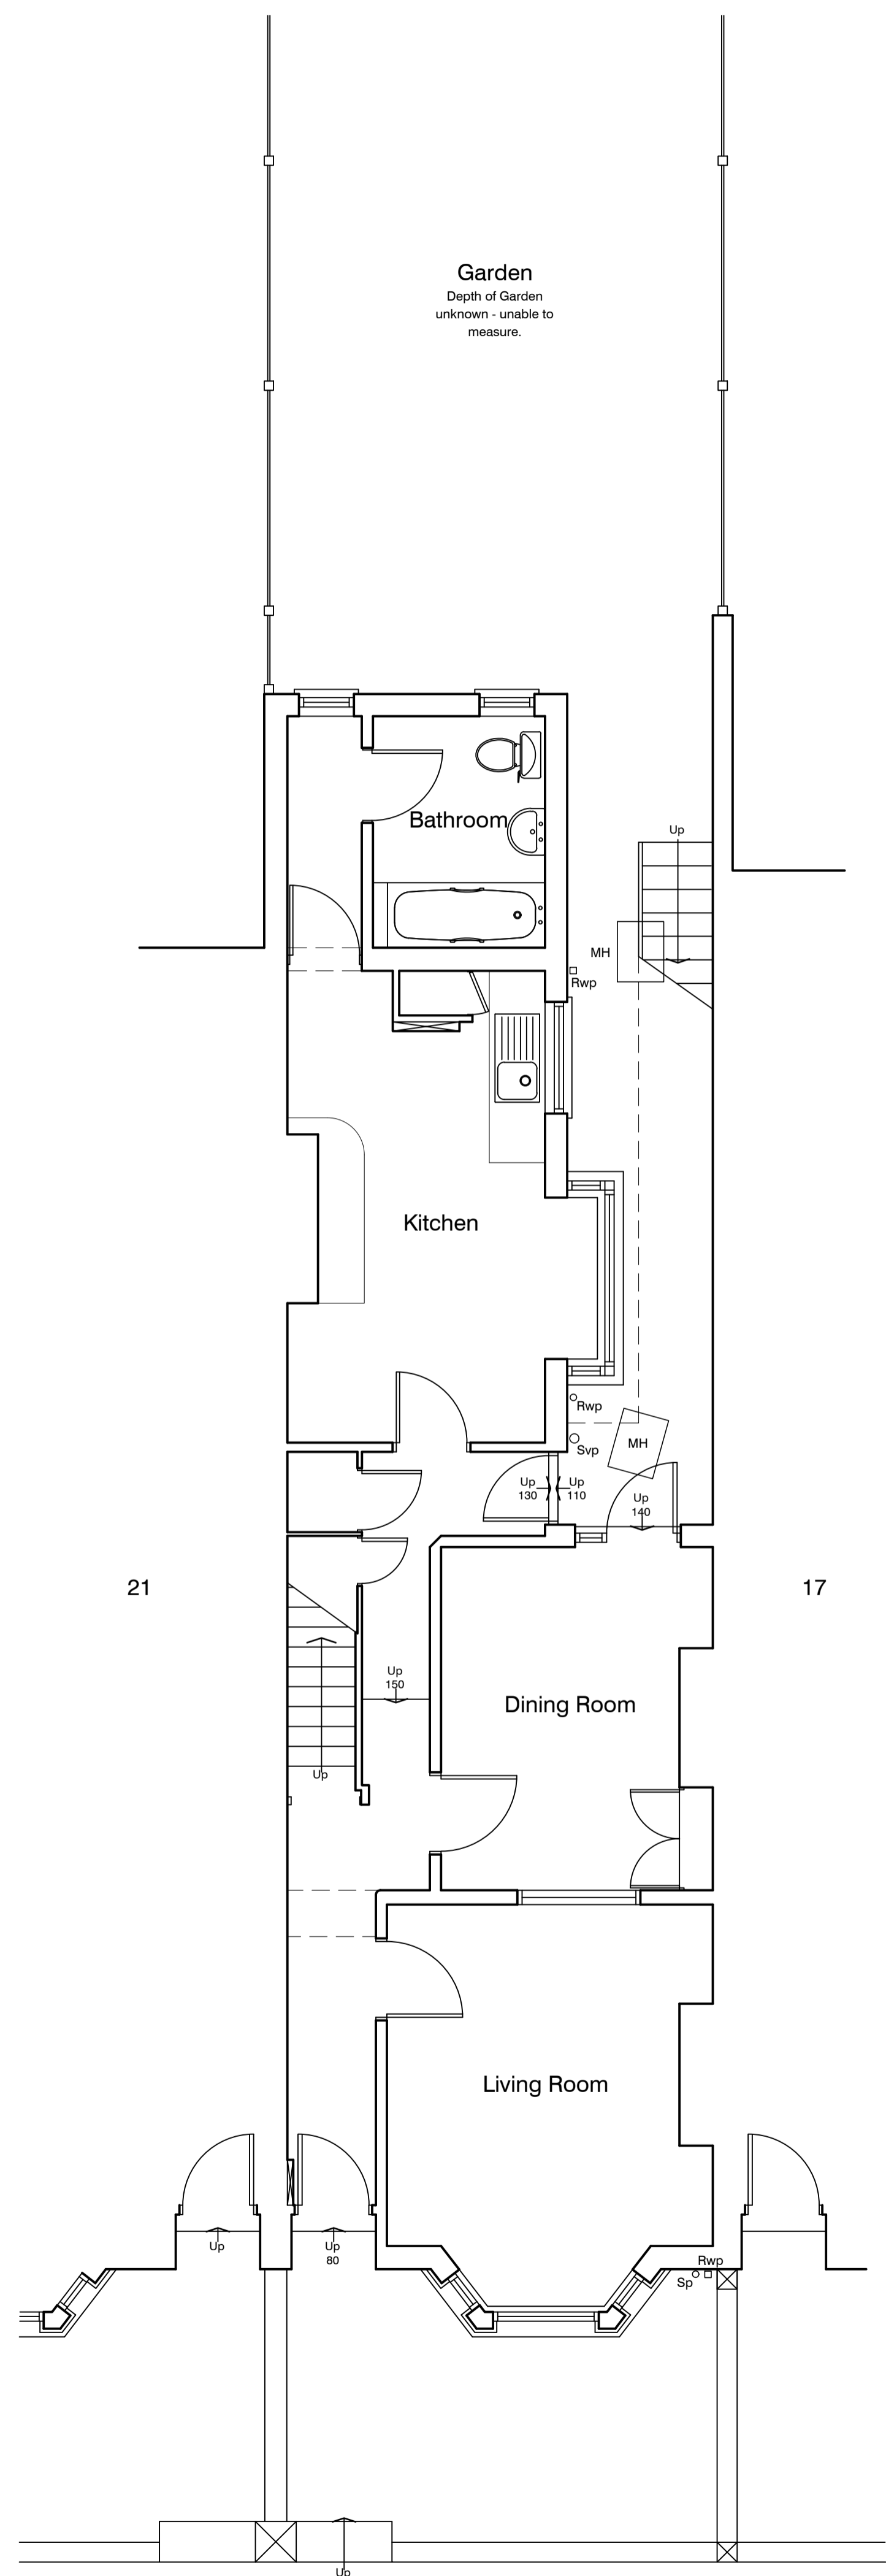 Garden
Depth of Garden
unknown - unable to
measure.
Bathroom
Up
MH
Rwp
Kitchen
Rwp
Svp
MH
Up
130
Up
110
Up
140
21
17
Up
150
Dining Room
Up
Living Room
Up
Up
80
Rwp
Sp
Up